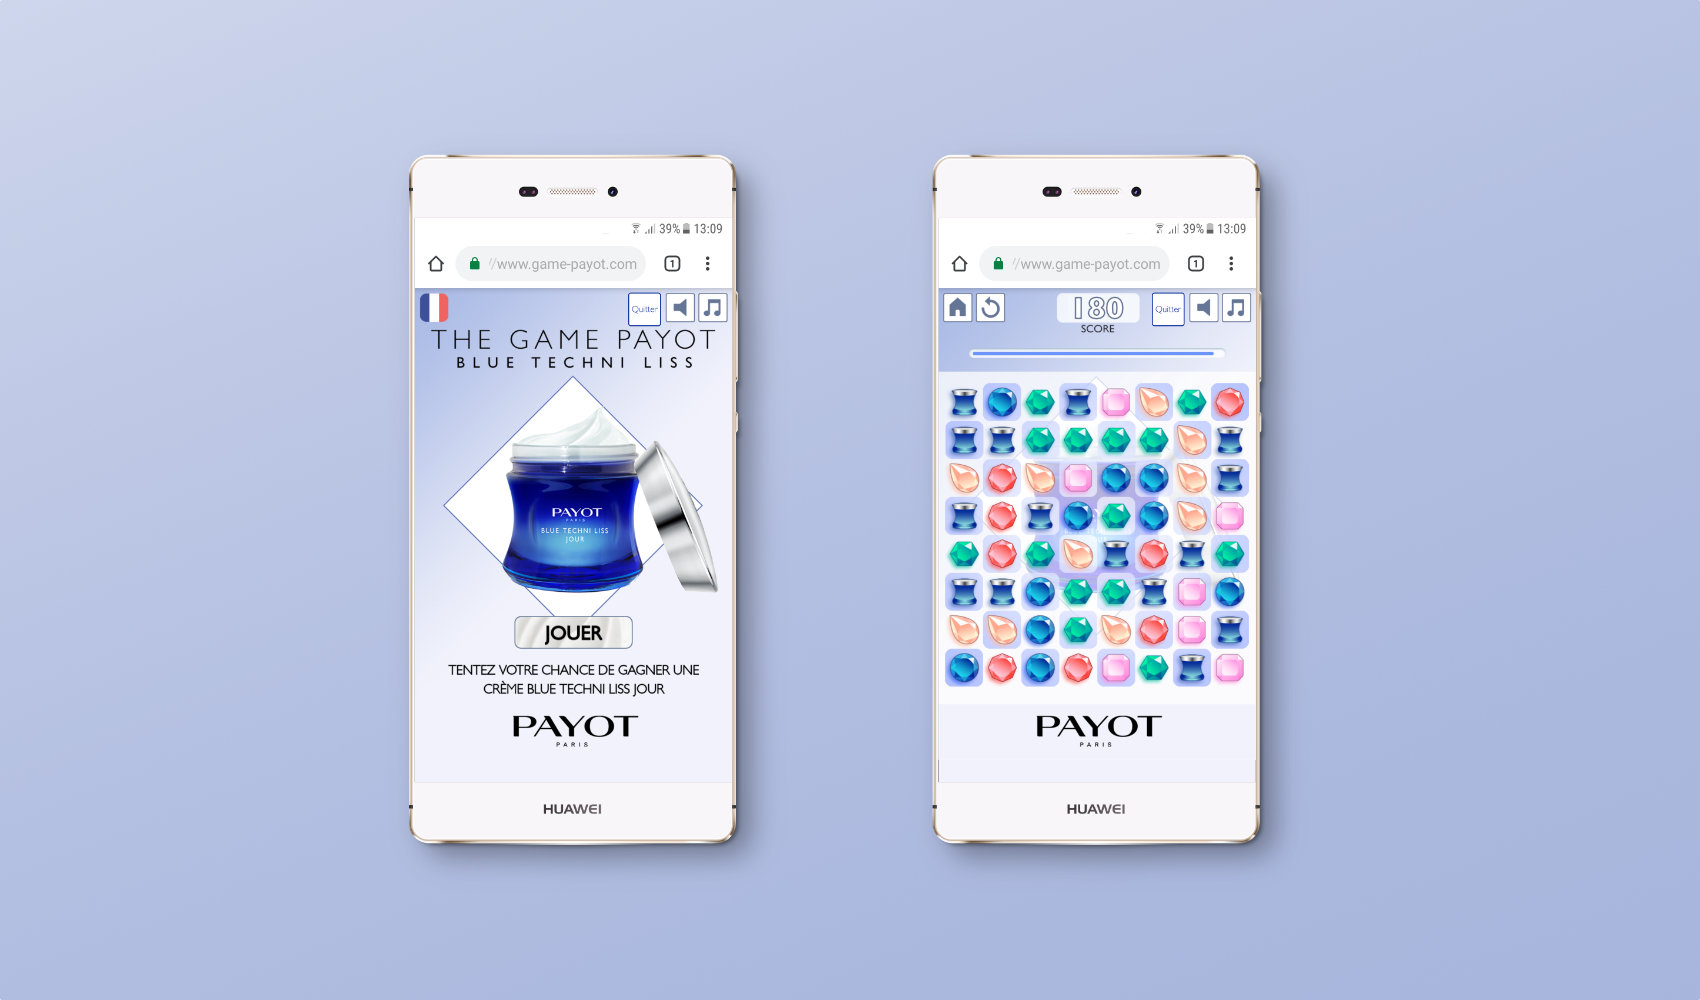 39% 13:09
//www.game-payot.com 1
Quitter
THE GAME PAYOT
BLUE TECHNI LISS
PAYOT
PARIS
BLUE TECHNI LISS
JOUR
JOUER
TENTEZ VOTRE CHANCE DE GAGNER UNE
CRÈME BLUE TECHNI LISS JOUR
PAYOT
PARIS
HUAWEI
39% 13:09
//www.game-payot.com 1
180 Quitter
SCORE
PAYOT
PARIS
HUAWEI